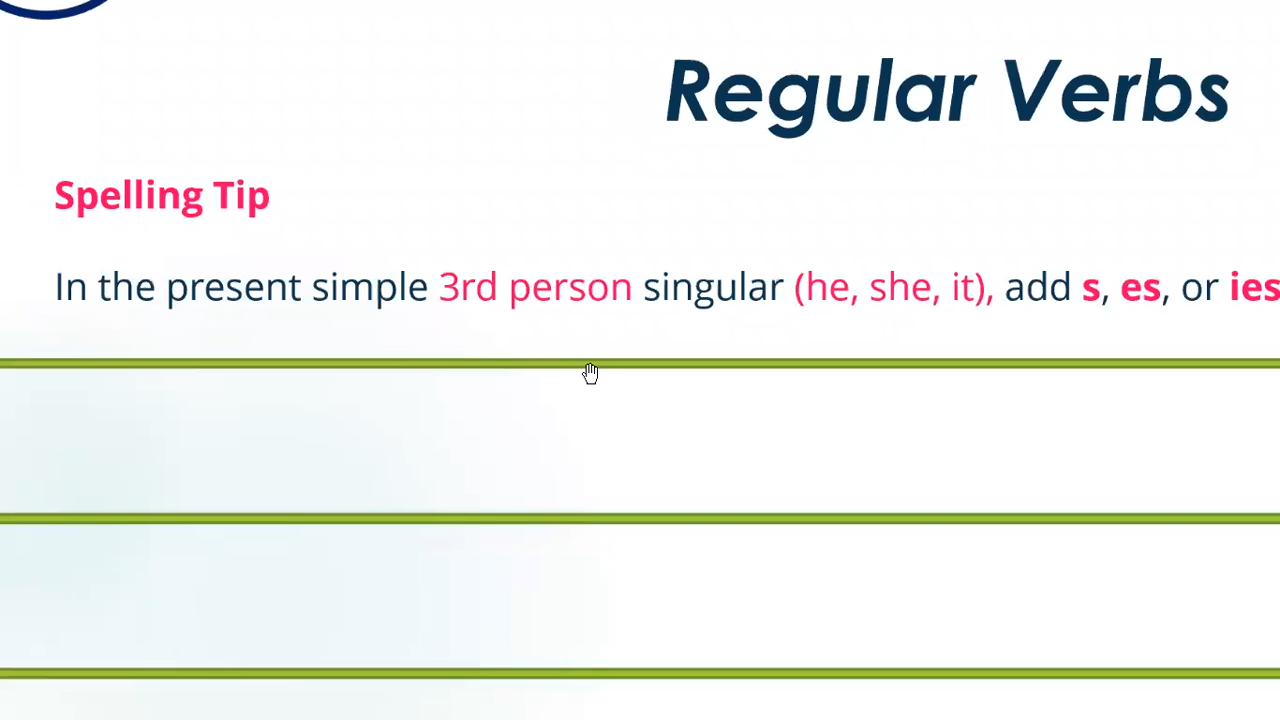 Regular Verbs
Spelling Tip
In the present simple 3rd person singular (he, she, it), add s, es, or ies